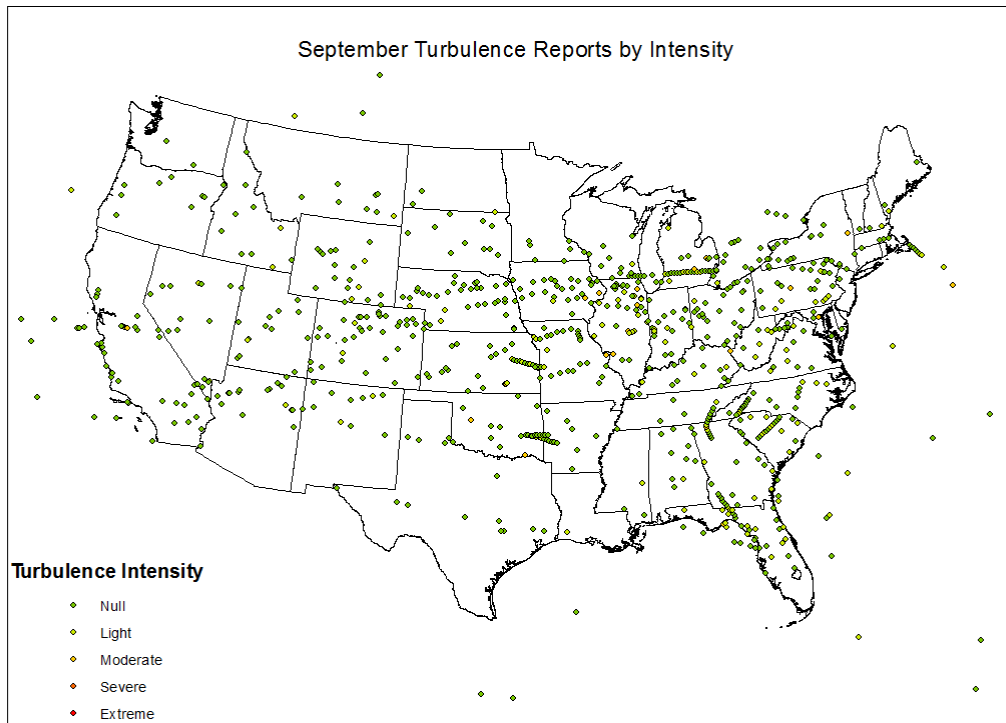 September Turbulence Reports by Intensity
Turbulence Intensity
Null
Light
Moderate
Severe
Extreme